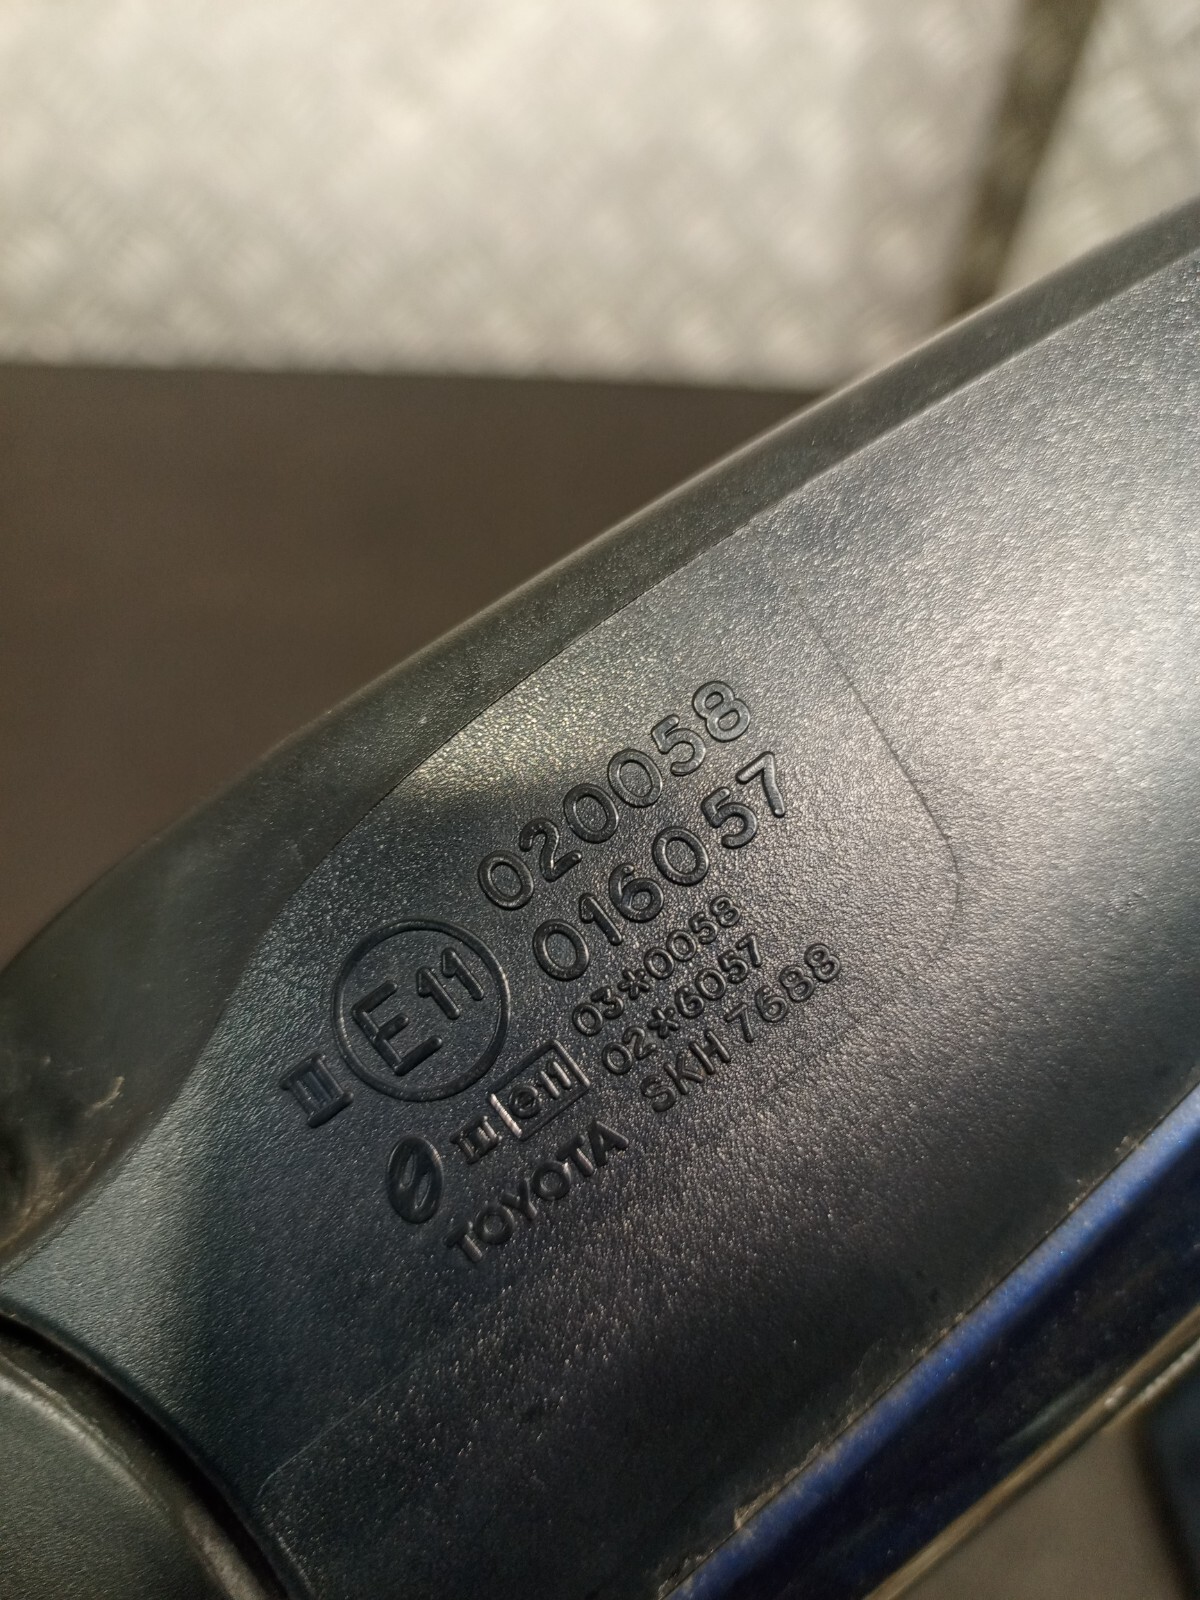 020058
016057
III E11
03*0058
02*6057
III e11
SKH 7688
TOYOTA